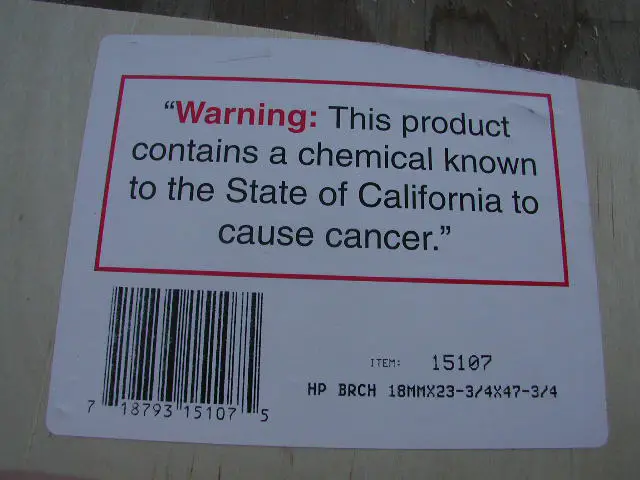 “Warning: This product
contains a chemical known
to the State of California to
cause cancer.”
ITEM: 15107
HP BRCH 18MMX23-3/4X47-3/4
7 18793 15107 5